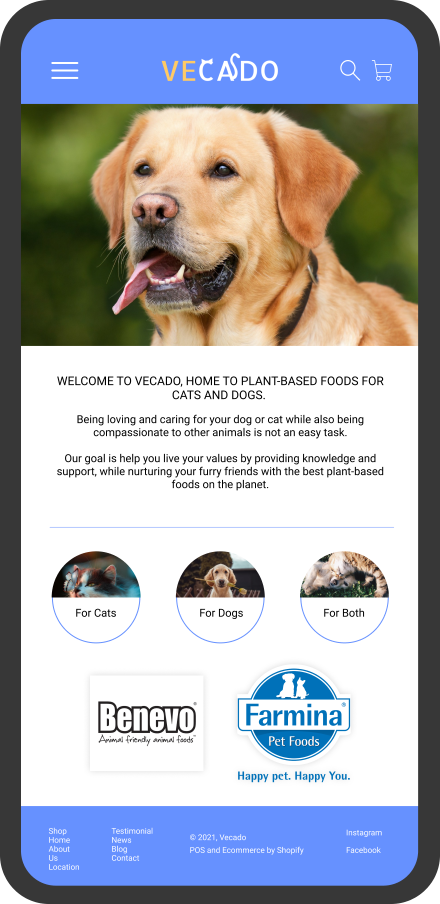 VECADO
WELCOME TO VECADO, HOME TO PLANT-BASED FOODS FOR
CATS AND DOGS.
Being loving and caring for your dog or cat while also being
compassionate to other animals is not an easy task.
Our goal is help you live your values by providing knowledge and
support, while nurturing your furry friends with the best plant-based
foods on the planet.
For Cats
For Dogs
For Both
Benevo®
Animal friendly animal foods™
Farmina®
Pet Foods
Happy pet. Happy You.
Shop
Home
About
Us
Location
Testimonial
News
Blog
Contact
© 2021, Vecado
POS and Ecommerce by Shopify
Instagram
Facebook